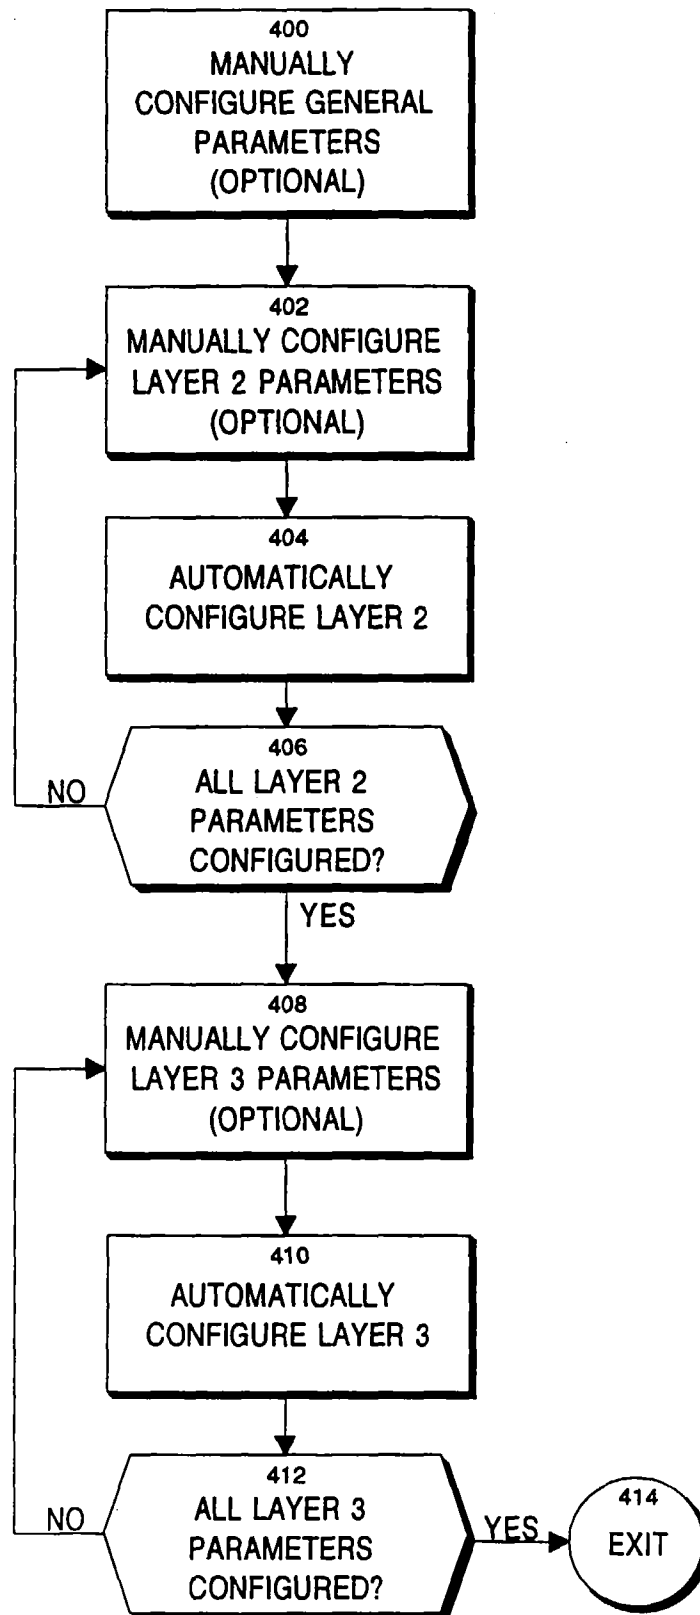 400
MANUALLY
CONFIGURE GENERAL
PARAMETERS
(OPTIONAL)
402
MANUALLY CONFIGURE
LAYER 2 PARAMETERS
(OPTIONAL)
404
AUTOMATICALLY
CONFIGURE LAYER 2
406
ALL LAYER 2
PARAMETERS
CONFIGURED?
NO
YES
408
MANUALLY CONFIGURE
LAYER 3 PARAMETERS
(OPTIONAL)
410
AUTOMATICALLY
CONFIGURE LAYER 3
412
ALL LAYER 3
PARAMETERS
CONFIGURED?
NO
YES
414
EXIT